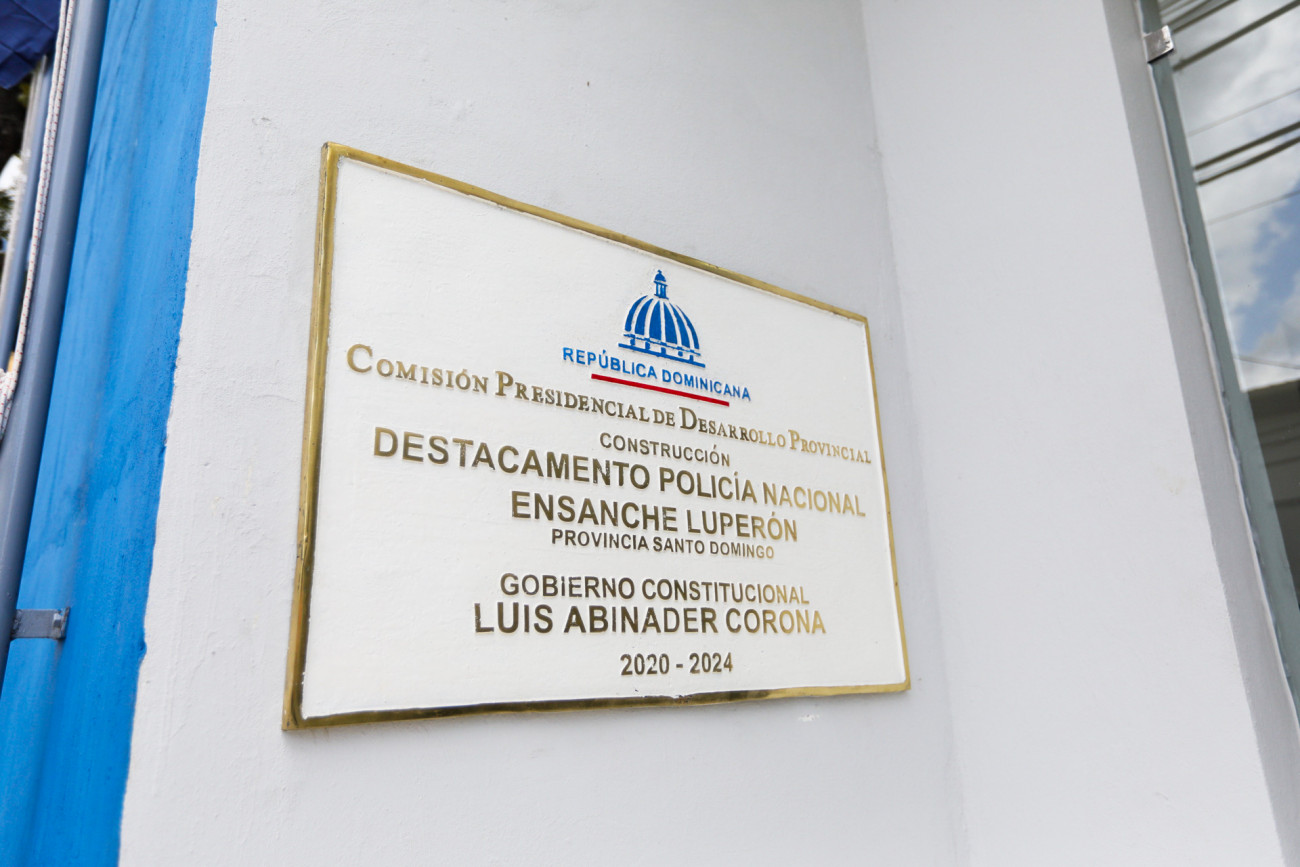 REPÚBLICA DOMINICANA
COMISIÓN PRESIDENCIAL DE DESARROLLO PROVINCIAL
CONSTRUCCIÓN
DESTACAMENTO POLICÍA NACIONAL
ENSANCHE LUPERÓN
PROVINCIA SANTO DOMINGO
GOBIERNO CONSTITUCIONAL
LUIS ABINADER CORONA
2020 - 2024